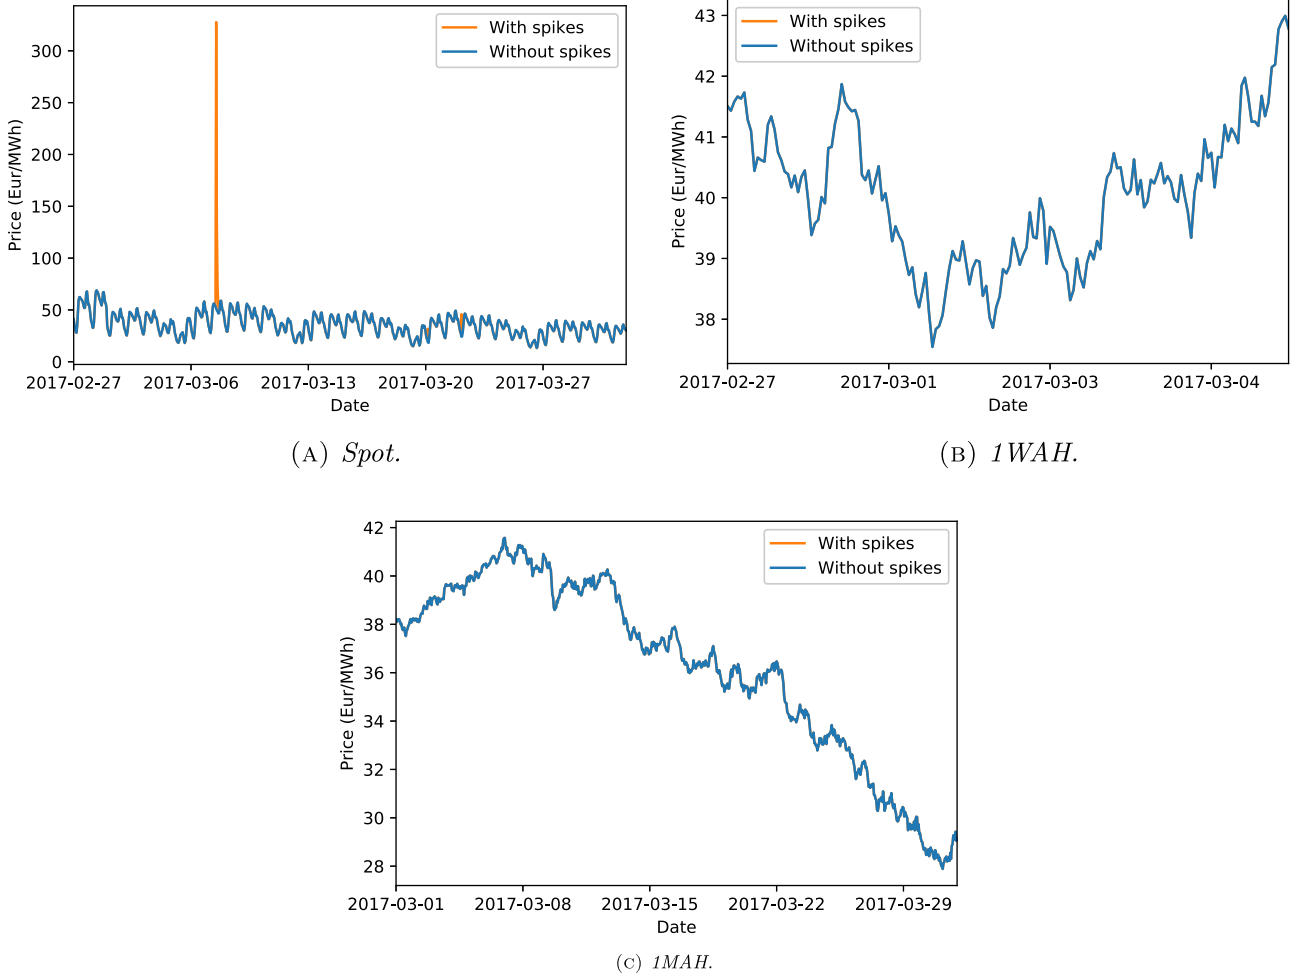 With spikes
Without spikes
300
250
200
150
100
50
0
Price (Eur/MWh)
2017-02-27
2017-03-06
2017-03-13
2017-03-20
2017-03-27
Date
(A) Spot.
With spikes
Without spikes
43
42
41
40
39
38
Price (Eur/MWh)
2017-02-27
2017-03-01
2017-03-03
2017-03-04
Date
(B) 1WAH.
With spikes
Without spikes
42
40
38
36
34
32
30
28
Price (Eur/MWh)
2017-03-01
2017-03-08
2017-03-15
2017-03-22
2017-03-29
Date
(C) 1MAH.